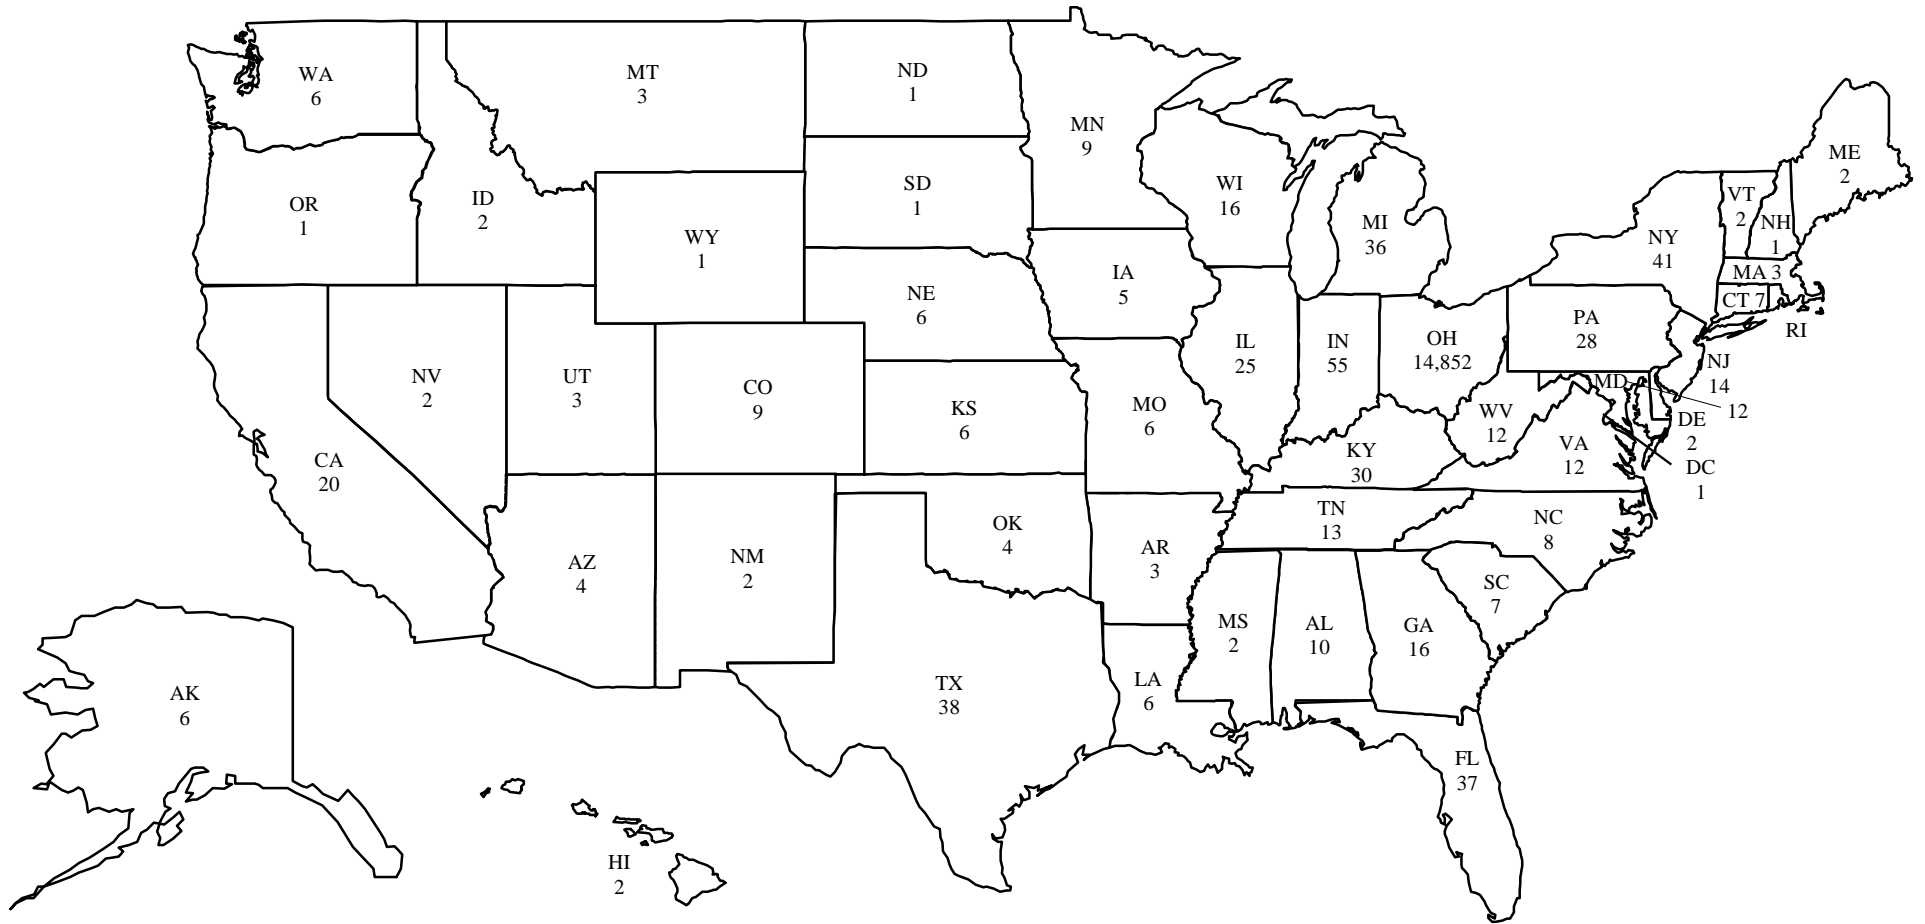 WA
6
MT
3
ND
1
MN
9
OR
1
ID
2
WY
1
SD
1
WI
16
MI
36
ME
2
VT
2
NH
1
NY
41
MA 3
CT 7
RI
IA
5
NE
6
PA
28
NJ
14
NV
2
UT
3
CO
9
KS
6
MO
6
IL
25
IN
55
OH
14,852
MD
12
DE
2
DC
1
WV
12
VA
12
KY
30
CA
20
AZ
4
NM
2
OK
4
AR
3
TN
13
NC
8
SC
7
MS
2
AL
10
GA
16
TX
38
LA
6
FL
37
AK
6
HI
2